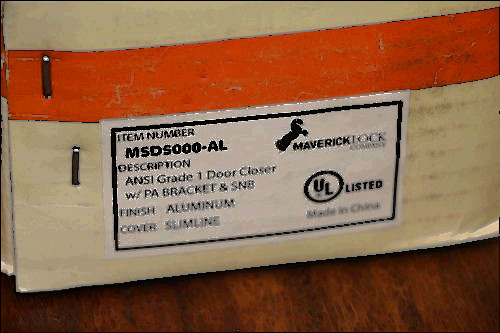 ITEM NUMBER
MSD5000-AL
DESCRIPTION
ANSI Grade 1 Door Closer
w/ PA BRACKET & SNB
FINISH ALUMINUM
COVER SLIMLINE
MAVERICKLOCK
COMPANY
UL LISTED
Made in China